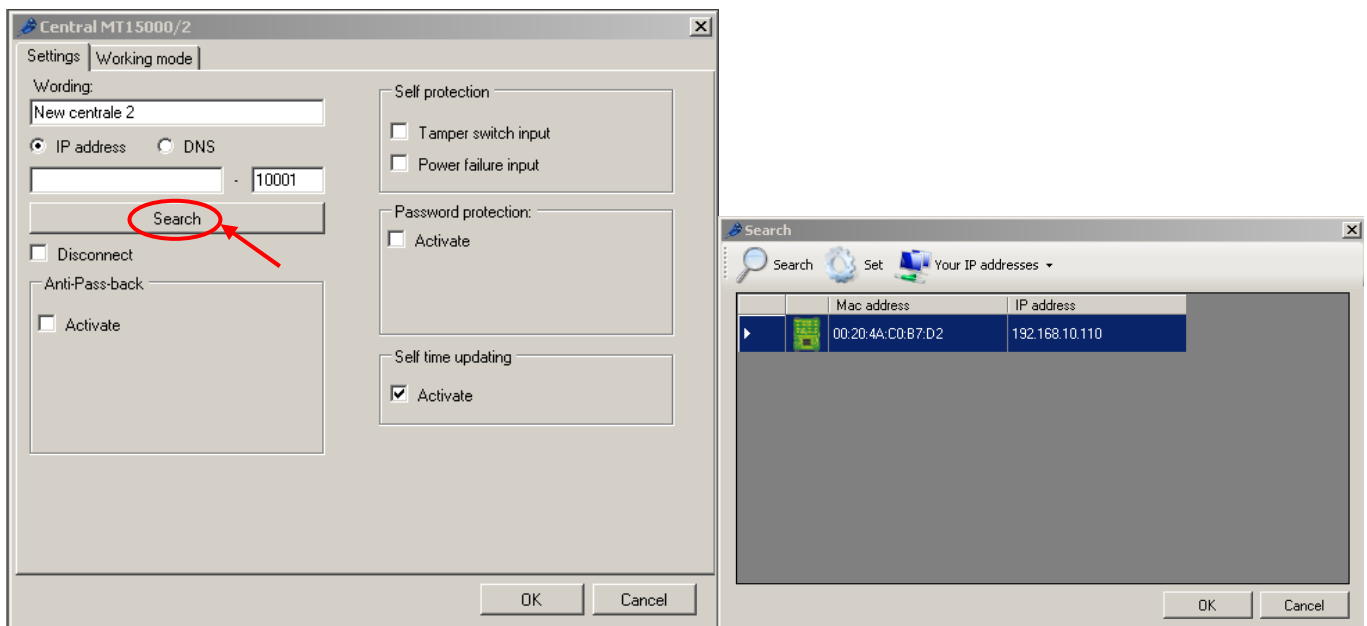 Central MT15000/2
Settings Working mode
Wording:
New centrale 2
IP address DNS
- 10001
Search
Disconnect
Anti-Pass-back
Activate
Self protection
Tamper switch input
Power failure input
Password protection:
Activate
Self time updating
Activate
OK Cancel
Search
Search Set Your IP addresses
Mac address IP address
00:20:4A:C0:B7:D2 192.168.10.110
OK Cancel